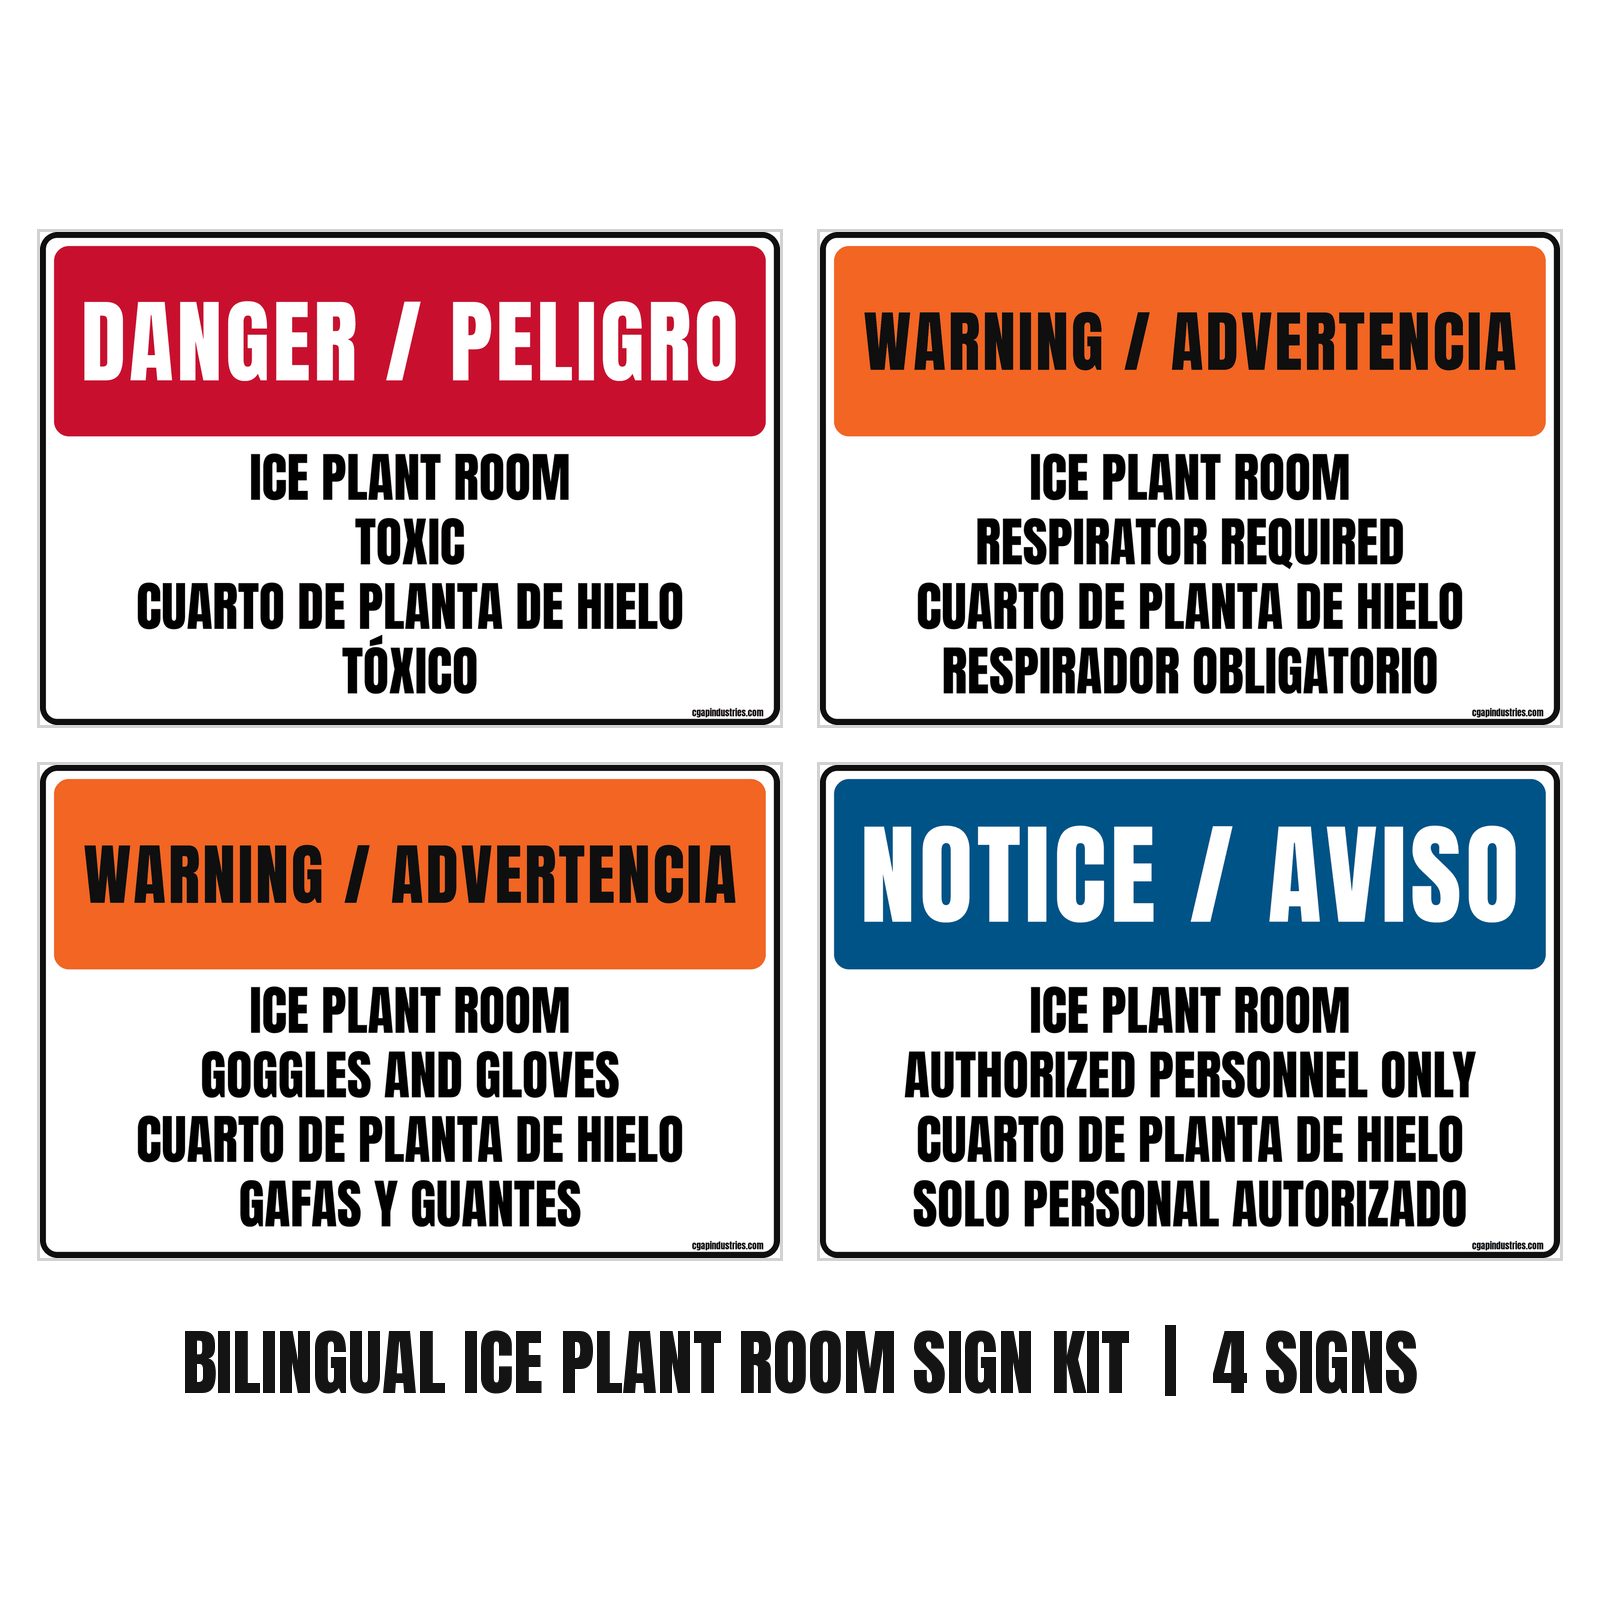 DANGER / PELIGRO
ICE PLANT ROOM
TOXIC
CUARTO DE PLANTA DE HIELO
TÓXICO
cgapindustries.com
WARNING / ADVERTENCIA
ICE PLANT ROOM
RESPIRATOR REQUIRED
CUARTO DE PLANTA DE HIELO
RESPIRADOR OBLIGATORIO
cgapindustries.com
WARNING / ADVERTENCIA
ICE PLANT ROOM
GOGGLES AND GLOVES
CUARTO DE PLANTA DE HIELO
GAFAS Y GUANTES
cgapindustries.com
NOTICE / AVISO
ICE PLANT ROOM
AUTHORIZED PERSONNEL ONLY
CUARTO DE PLANTA DE HIELO
SOLO PERSONAL AUTORIZADO
cgapindustries.com
BILINGUAL ICE PLANT ROOM SIGN KIT | 4 SIGNS